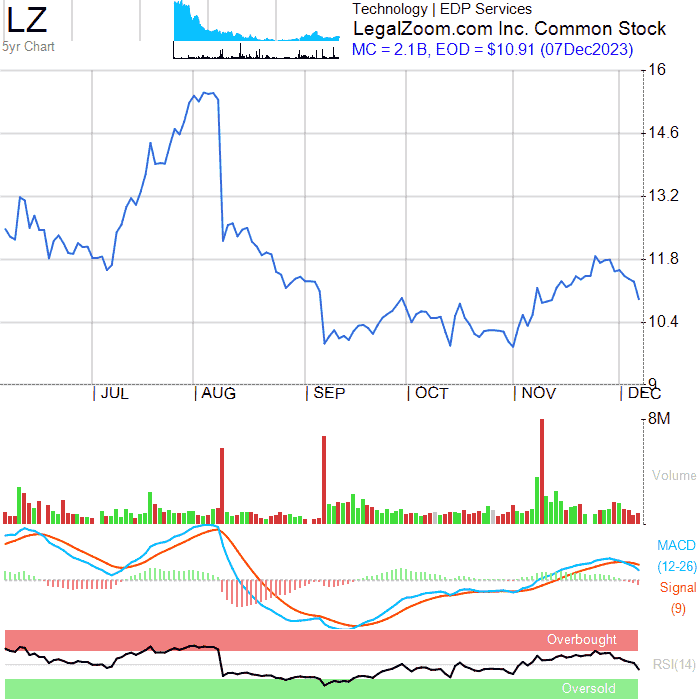 LZ
5yr Chart
Technology | EDP Services
LegalZoom.com Inc. Common Stock
MC = 2.1B, EOD = $10.91 (07Dec2023)
16
14.6
13.2
11.8
10.4
9
JUL
AUG
SEP
OCT
NOV
DEC
8M
Volume
MACD
(12-26)
Signal
(9)
Overbought
RSI(14)
Oversold